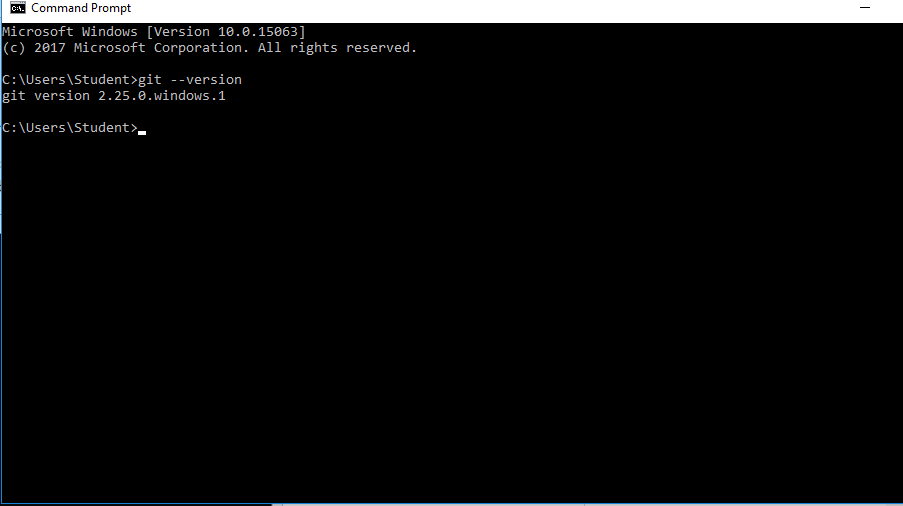 Command Prompt
Microsoft Windows [Version 10.0.15063]
(c) 2017 Microsoft Corporation. All rights reserved.
C:\Users\Student>git --version
git version 2.25.0.windows.1
C:\Users\Student>